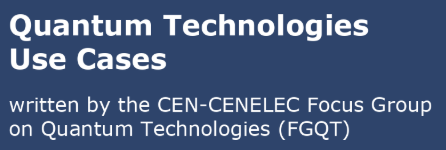 Quantum Technologies
Use Cases
written by the CEN-CENELEC Focus Group
on Quantum Technologies (FGQT)